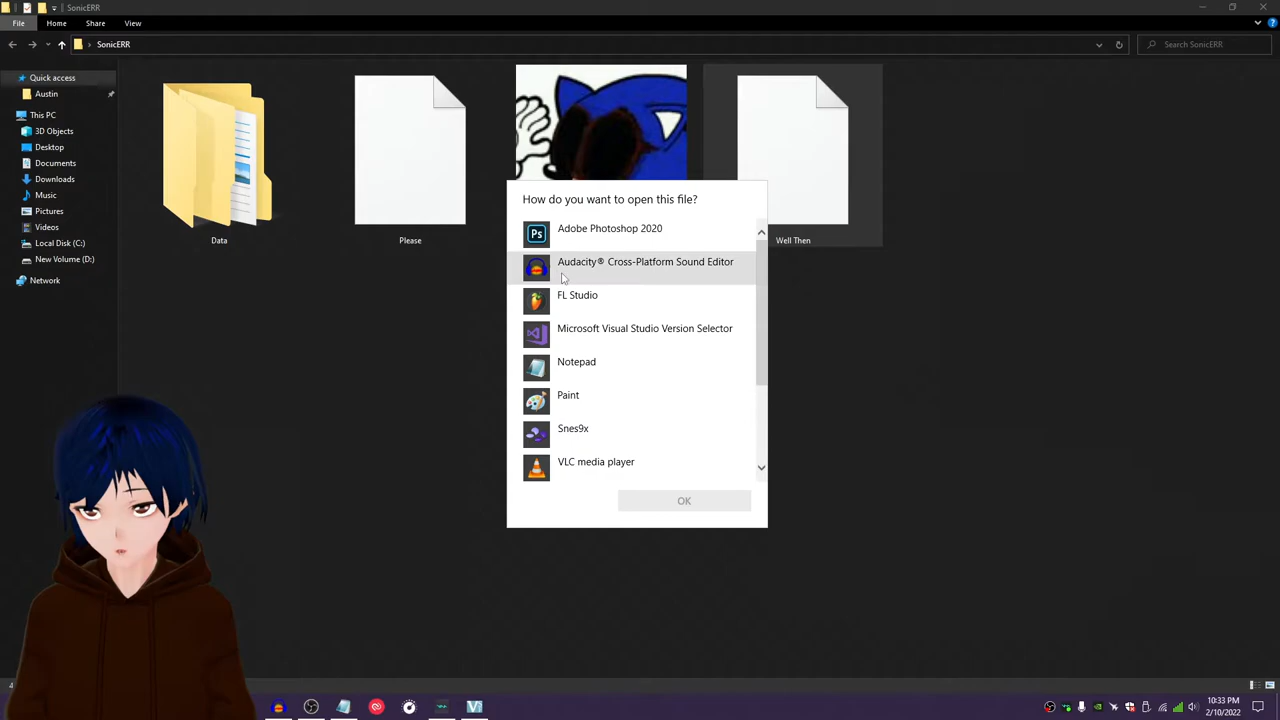 SonicERR
File Home Share View
SonicERR
Search SonicERR
Quick access
Austin
This PC
3D Objects
Desktop
Documents
Downloads
Music
Pictures
Videos
Local Disk (C:)
New Volume (D:)
Network
Data
Please
Well Then
How do you want to open this file?
Ps
Adobe Photoshop 2020
Audacity® Cross-Platform Sound Editor
FL Studio
Microsoft Visual Studio Version Selector
Notepad
Paint
Snes9x
VLC media player
OK
10:33 PM
2/10/2022